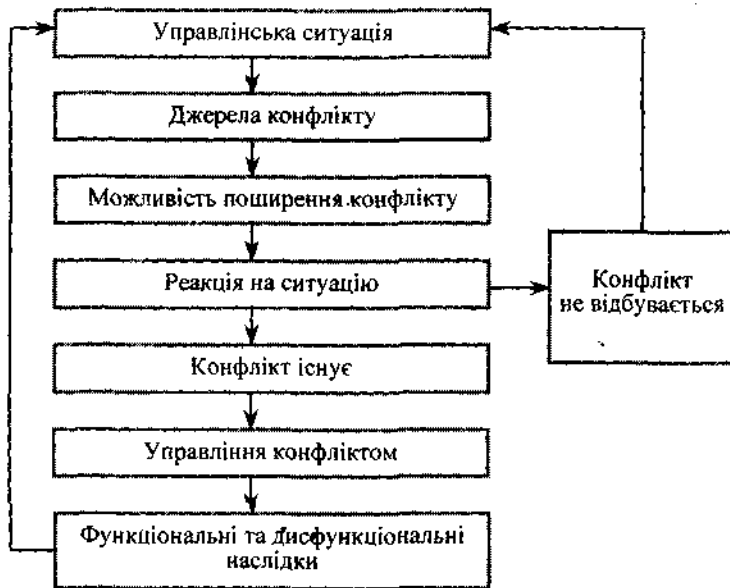 Управлінська ситуація
Джерела конфлікту
Можливість поширення конфлікту
Реакція на ситуацію
Конфлікт
не відбувається
Конфлікт існує
Управління конфліктом
Функціональні та дисфункціональні
наслідки